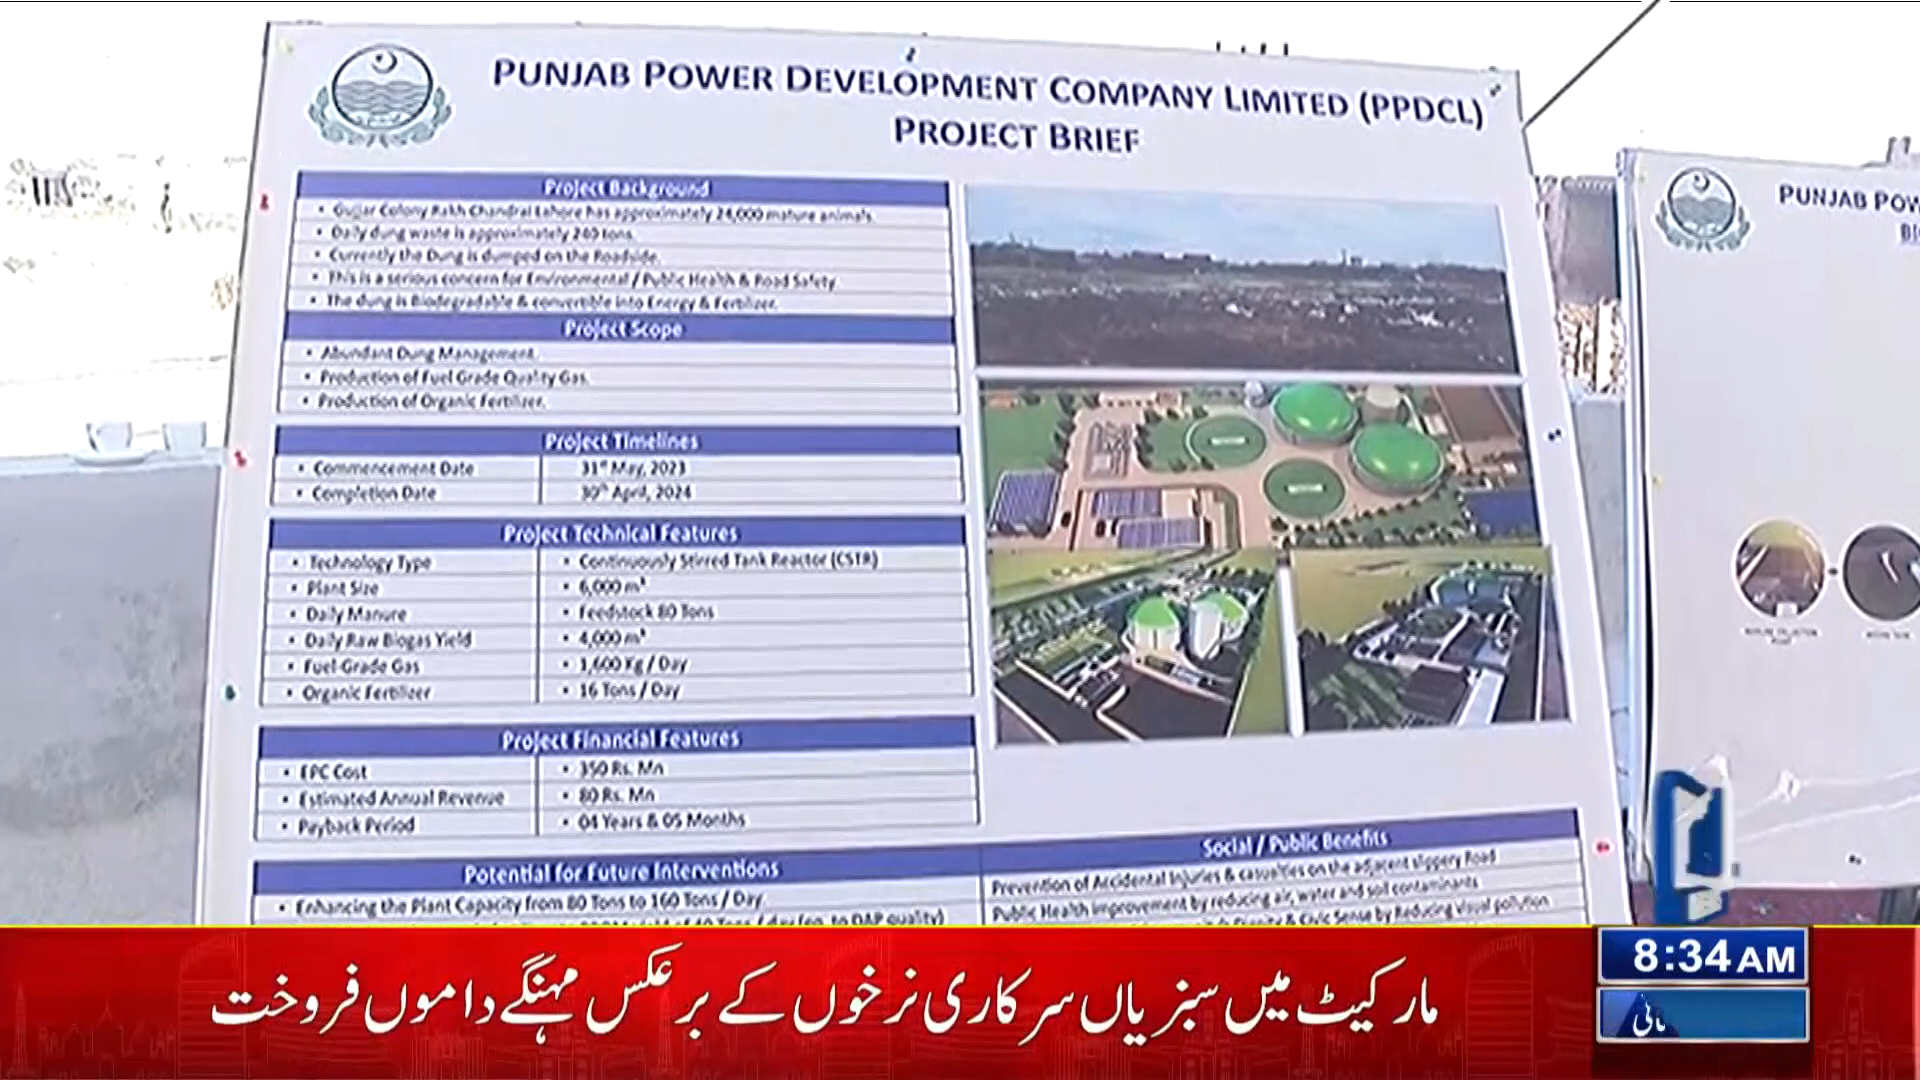 PUNJAB POWER DEVELOPMENT COMPANY LIMITED (PPDCL)
PROJECT BRIEF
Project Background
• Gujjar Colony Rakh Chandrai Lahore has approximately 24,000 mature animals.
• Daily dung waste is approximately 240 tons.
• Currently the Dung is dumped on the Roadside.
• This is a serious concern for Environmental / Public Health & Road Safety.
• The dung is Biodegradable & convertible into Energy & Fertilizer.
Project Scope
• Abundant Dung Management.
• Production of Fuel Grade Quality Gas.
• Production of Organic Fertilizer.
Project Timelines
• Commencement Date 31st May, 2023
• Completion Date 30th April, 2024
Project Technical Features
• Technology Type • Continuously Stirred Tank Reactor (CSTR)
• Plant Size • 6,000 m³
• Daily Manure • Feedstock 80 Tons
• Daily Raw Biogas Yield • 4,000 m³
• Fuel Grade Gas • 1,600 Kg / Day
• Organic Fertilizer • 16 Tons / Day
Project Financial Features
• EPC Cost • 350 Rs. Mn
• Estimated Annual Revenue • 80 Rs. Mn
• Payback Period • 04 Years & 05 Months
Potential for Future Interventions
• Enhancing the Plant Capacity from 80 Tons to 160 Tons / Day.
Social / Public Benefits
Prevention of Accidental Injuries & casualties on the adjacent slippery Road
Public Health Improvement by reducing air, water and soil contaminants
& Civic Sense by Reducing visual pollution
PUNJAB POW
مارکیٹ میں سبزیاں سرکاری نرخوں کے برعکس مہنگے داموں فروخت
8:34 AM